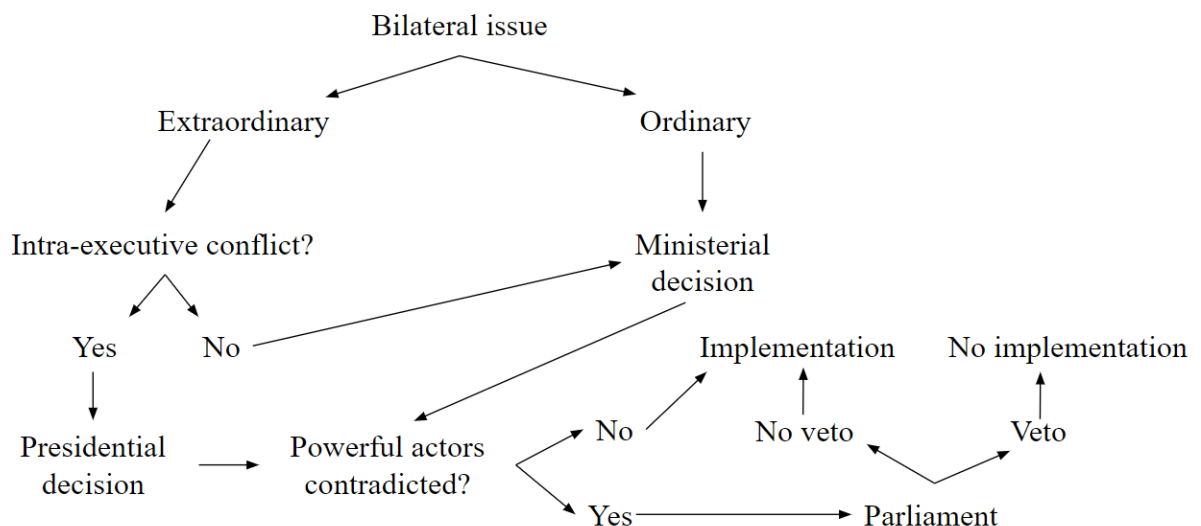 Bilateral issue
Extraordinary
Ordinary
Intra-executive conflict?
Ministerial
decision
Yes
No
Implementation
No implementation
Presidential
decision
Powerful actors
contradicted?
No
No veto
Veto
Yes
Parliament